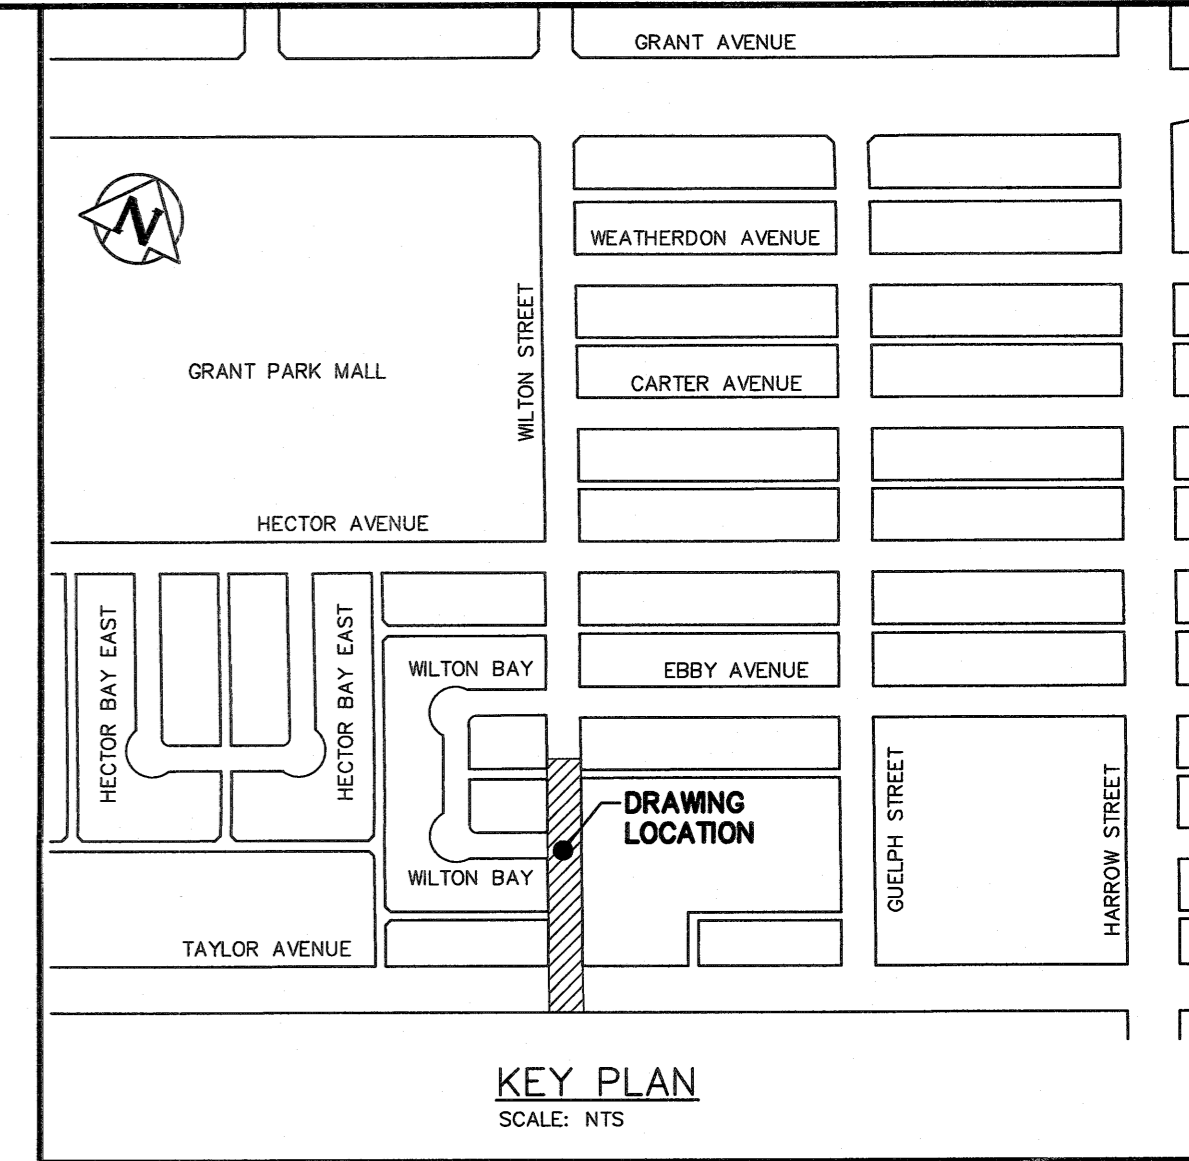 GRANT AVENUE
N
WEATHERDON AVENUE
WILTON STREET
GRANT PARK MALL
CARTER AVENUE
HECTOR AVENUE
HECTOR BAY EAST
HECTOR BAY EAST
WILTON BAY
EBBY AVENUE
DRAWING
LOCATION
GUELPH STREET
HARROW STREET
WILTON BAY
TAYLOR AVENUE
KEY PLAN
SCALE: NTS